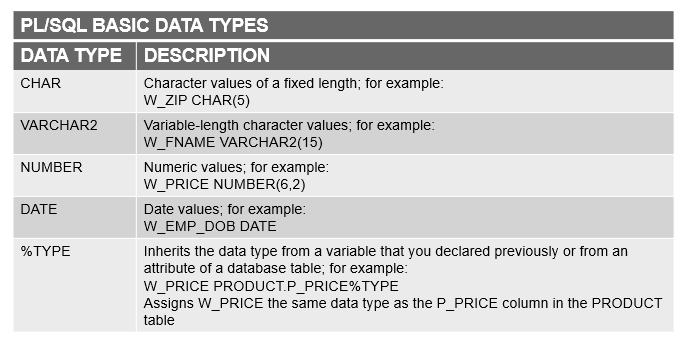 PL/SQL BASIC DATA TYPES
DATA TYPE DESCRIPTION
CHAR Character values of a fixed length; for example:
W_ZIP CHAR(5)
VARCHAR2 Variable-length character values; for example:
W_FNAME VARCHAR2(15)
NUMBER Numeric values; for example:
W_PRICE NUMBER(6,2)
DATE Date values; for example:
W_EMP_DOB DATE
%TYPE Inherits the data type from a variable that you declared previously or from an
attribute of a database table; for example:
W_PRICE PRODUCT.P_PRICE%TYPE
Assigns W_PRICE the same data type as the P_PRICE column in the PRODUCT
table